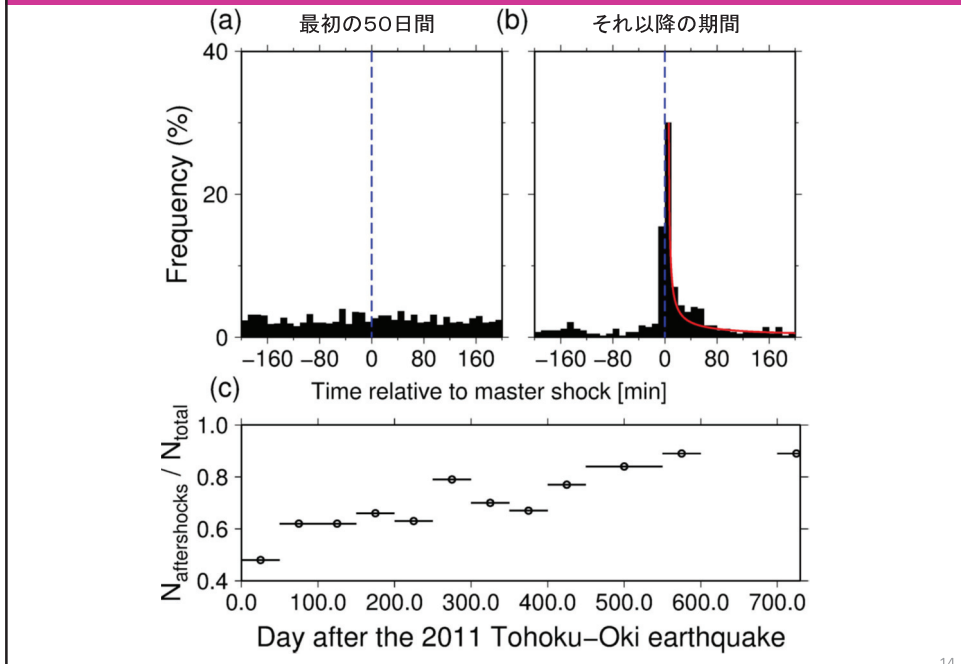 (a) 最初の50日間 (b) それ以降の期間
40
20
0
Frequency (%)
−160 −80 0 80 160 −160 −80 0 80 160
Time relative to master shock [min]
(c)
1.0
0.8
0.6
0.4
Naftershocks / Ntotal
0.0 100.0 200.0 300.0 400.0 500.0 600.0 700.0
Day after the 2011 Tohoku−Oki earthquake
14